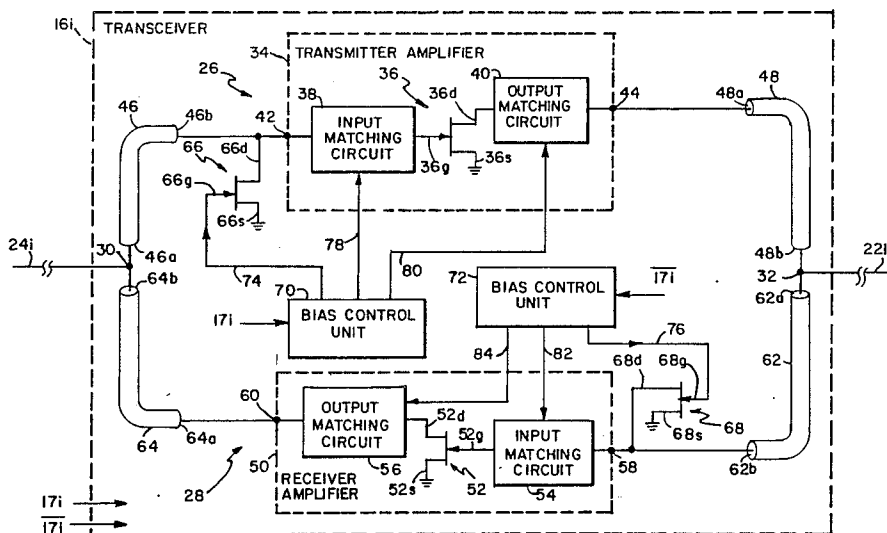 16i
TRANSCEIVER
34
TRANSMITTER AMPLIFIER
26
36
40
48
46
46b
42
38
36d
OUTPUT
MATCHING
CIRCUIT
44
48a
66
66d
INPUT
MATCHING
CIRCUIT
36g
36s
66g
66s
78
24i
30
46a
64b
74
80
48b
32
22i
62a
70
BIAS CONTROL
UNIT
17i
72
BIAS CONTROL
UNIT
17i
84
82
76
68d
68g
62
60
OUTPUT
MATCHING
CIRCUIT
52d
52g
INPUT
MATCHING
CIRCUIT
68s
68
64
64a
50
56
58
62b
28
RECEIVER
AMPLIFIER
52s
52
54
17i
17i